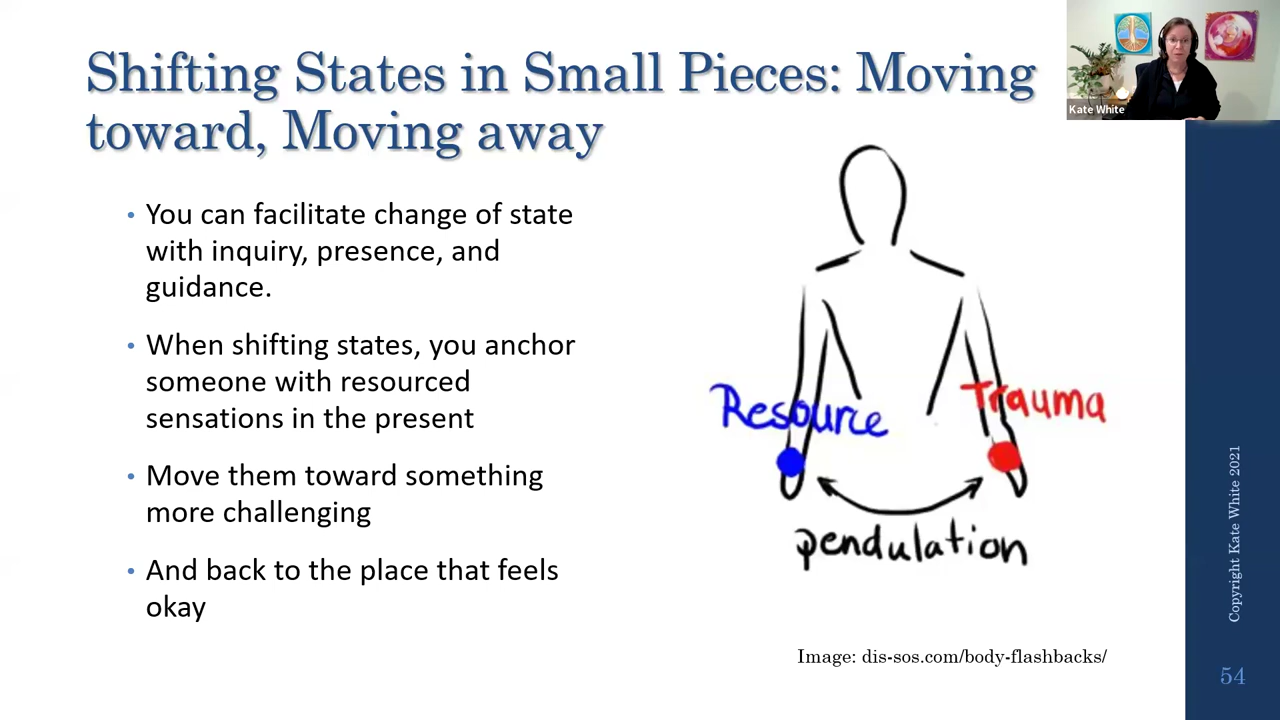 Shifting States in Small Pieces: Moving
toward, Moving away
Kate White
• You can facilitate change of state
with inquiry, presence, and
guidance.
• When shifting states, you anchor
someone with resourced
sensations in the present
• Move them toward something
more challenging
• And back to the place that feels
okay
Resource
Trauma
pendulation
Image: dis-sos.com/body-flashbacks/
Copyright Kate White 2021
54